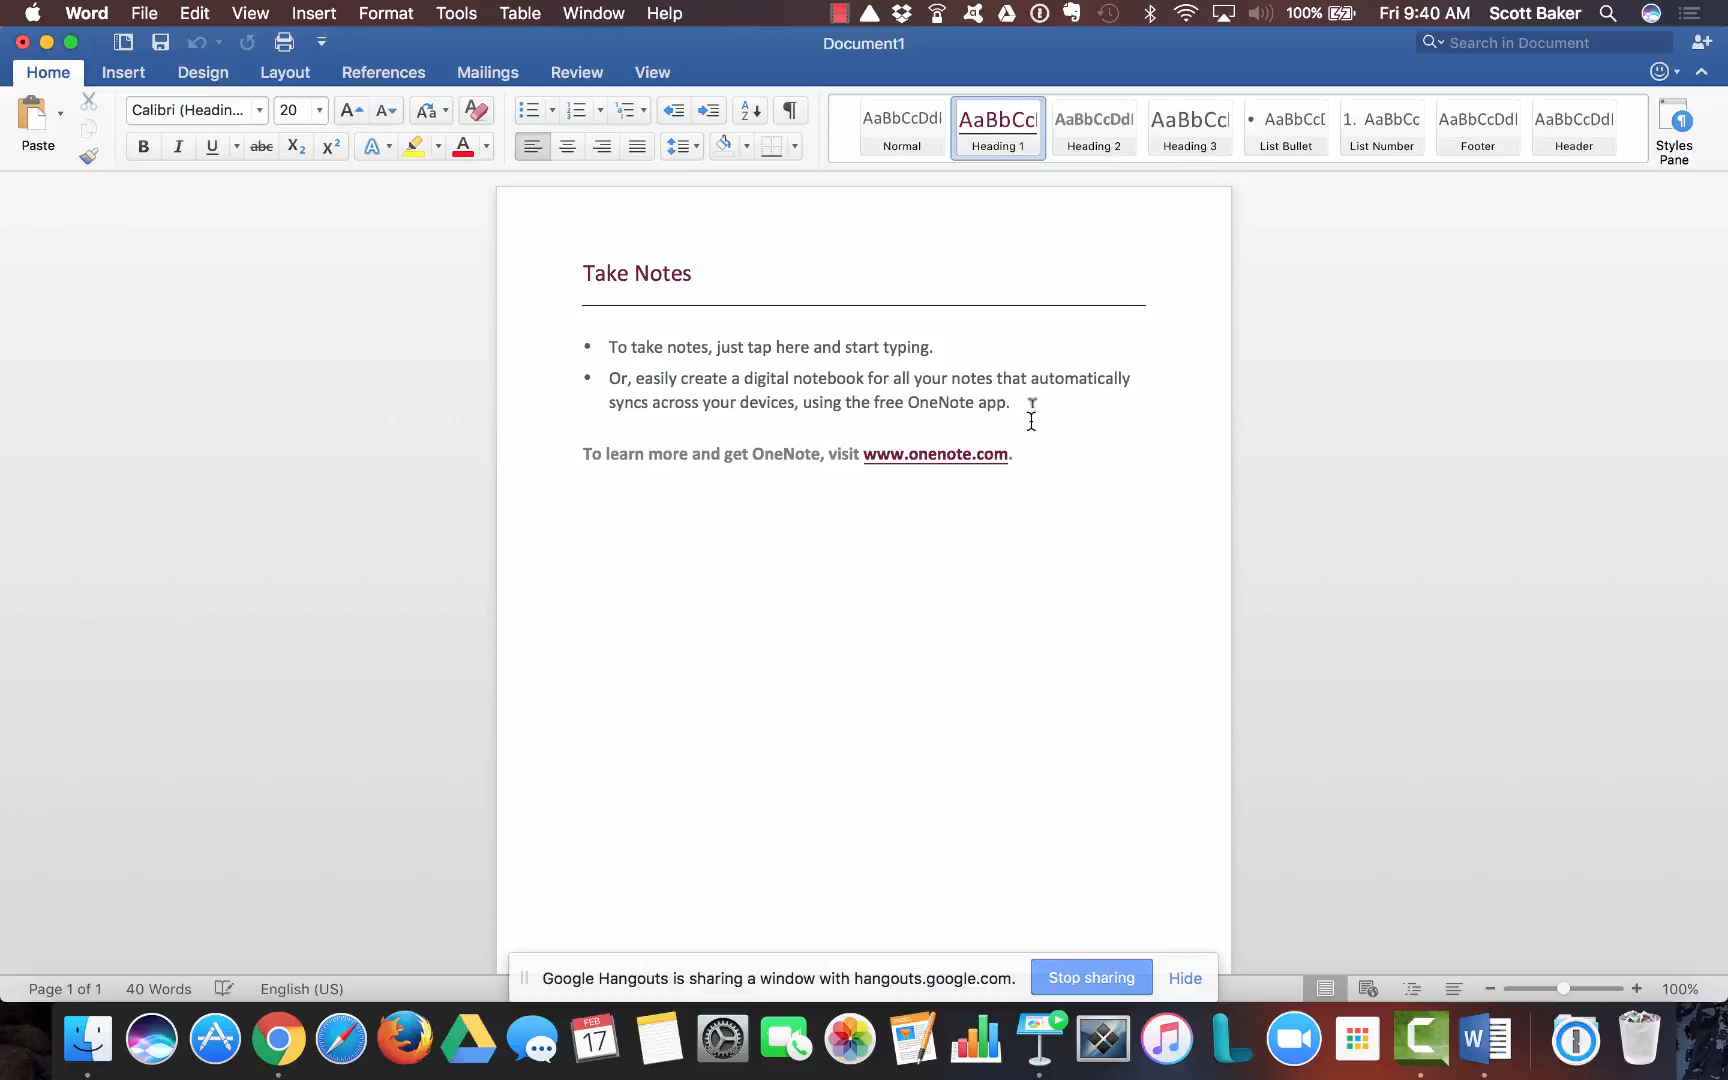 Word File Edit View Insert Format Tools Table Window Help 100% Fri 9:40 AM Scott Baker
Document1
Search in Document
Home Insert Design Layout References Mailings Review View
Paste
Calibri (Headin... 20
B I U abc X2 X2 A A
AaBbCcDdI AaBbCc AaBbCcDdI AaBbCc • AaBbCcD 1. AaBbCc AaBbCcDdI AaBbCcDdI
Normal Heading 1 Heading 2 Heading 3 List Bullet List Number Footer Header
Styles
Pane
Take Notes
• To take notes, just tap here and start typing.
• Or, easily create a digital notebook for all your notes that automatically
syncs across your devices, using the free OneNote app.
To learn more and get OneNote, visit www.onenote.com.
Google Hangouts is sharing a window with hangouts.google.com. Stop sharing Hide
Page 1 of 1 40 Words English (US) 100%
FEB
17